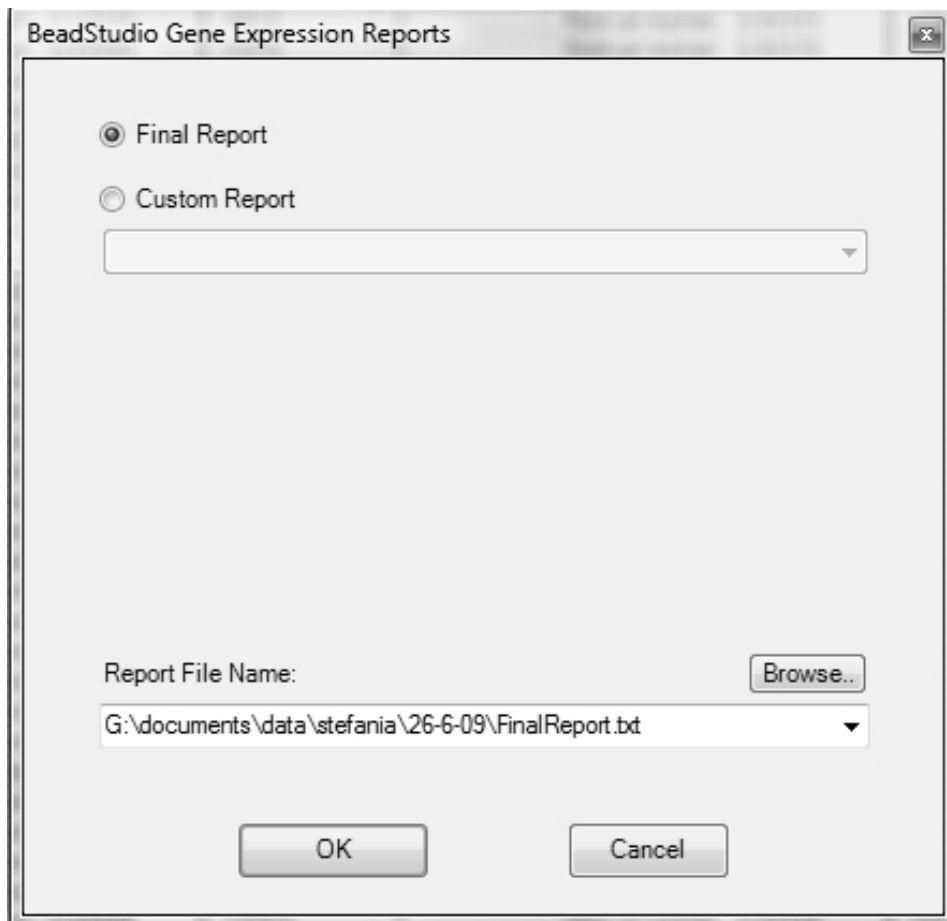 BeadStudio Gene Expression Reports
Final Report
Custom Report
Report File Name:
Browse..
G:\documents\data\stefania\26-6-09\FinalReport.txt
OK
Cancel